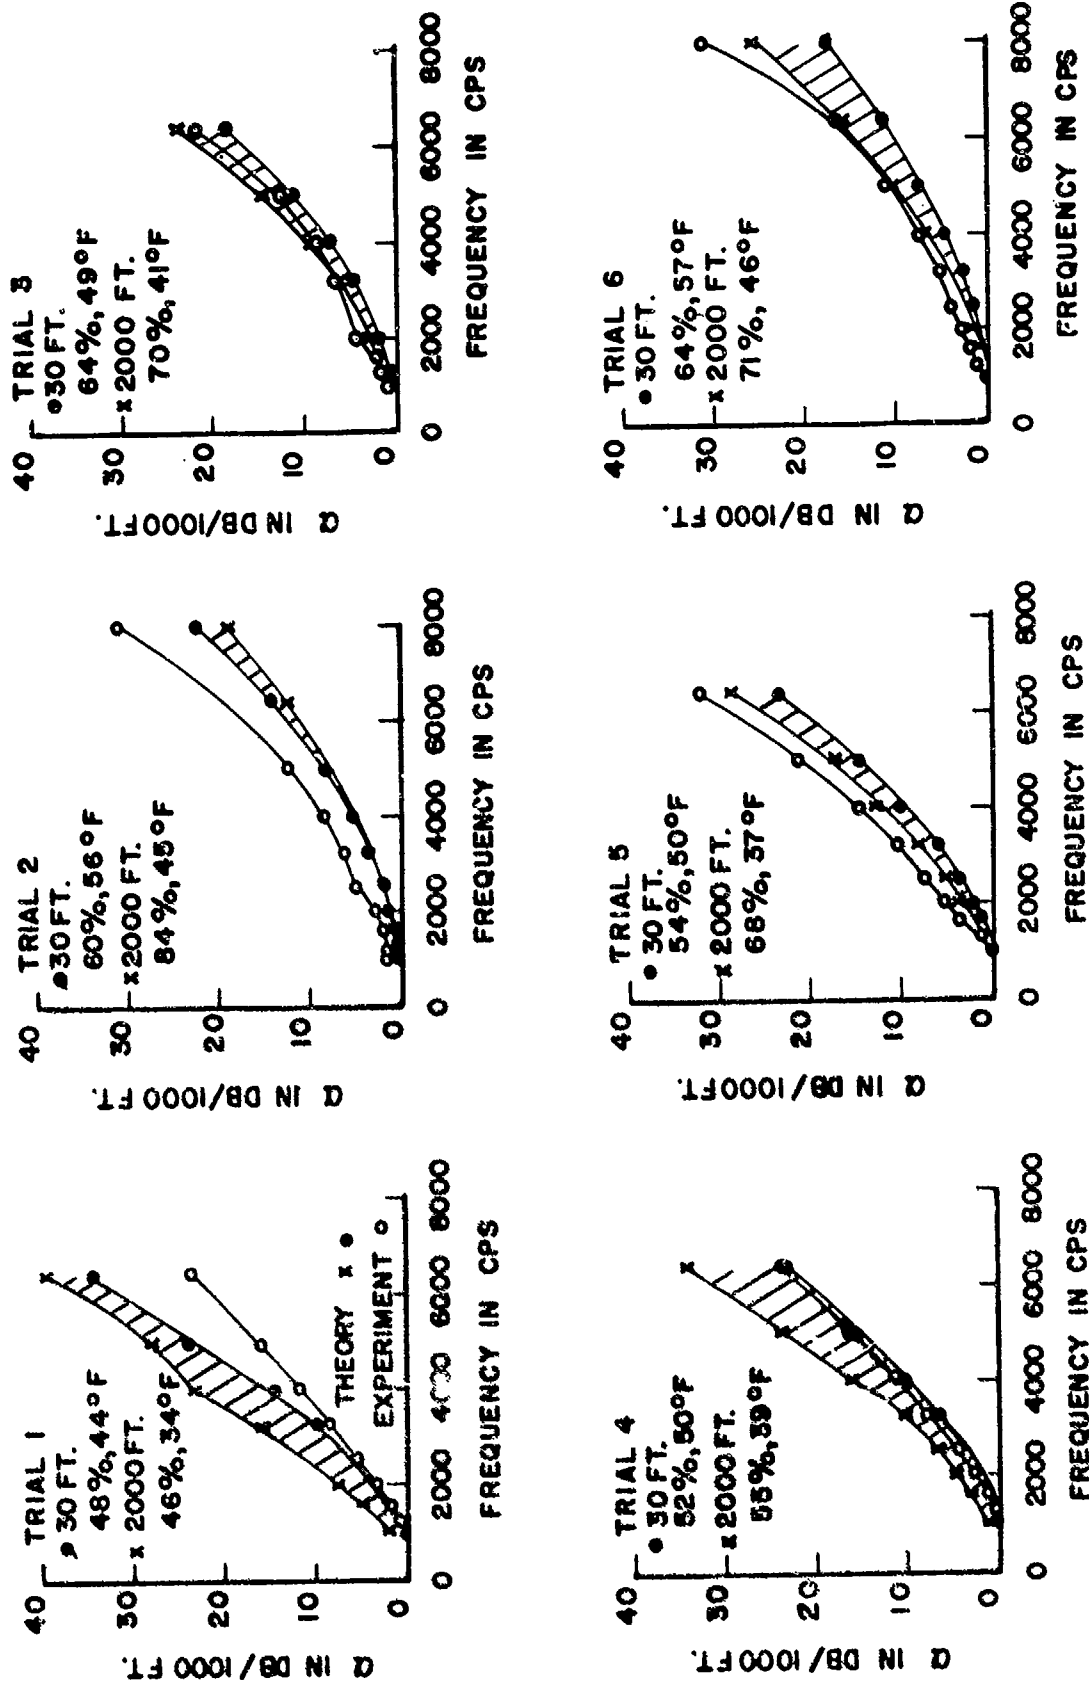 TRIAL 1
● 30 FT.
48%, 44°F
x 2000 FT.
46%, 34°F
THEORY x ●
EXPERIMENT o
40
30
20
10
0
α IN DB/1000 FT.
0 2000 4000 6000 8000
FREQUENCY IN CPS
TRIAL 2
● 30 FT.
60%, 56°F
x 2000 FT.
84%, 45°F
40
30
20
10
0
α IN DB/1000 FT.
0 2000 4000 6000 8000
FREQUENCY IN CPS
TRIAL 3
● 30 FT.
64%, 49°F
x 2000 FT.
70%, 41°F
40
30
20
10
0
α IN DB/1000 FT.
0 2000 4000 6000 8000
FREQUENCY IN CPS
TRIAL 4
● 30 FT.
52%, 50°F
x 2000 FT.
55%, 39°F
40
30
20
10
0
α IN DB/1000 FT.
0 2000 4000 6000 8000
FREQUENCY IN CPS
TRIAL 5
● 30 FT.
54%, 50°F
x 2000 FT.
68%, 37°F
40
30
20
10
0
α IN DB/1000 FT.
0 2000 4000 6000 8000
FREQUENCY IN CPS
TRIAL 6
● 30 FT.
64%, 57°F
x 2000 FT.
71%, 46°F
40
30
20
10
0
α IN DB/1000 FT.
0 2000 4000 6000 8000
FREQUENCY IN CPS